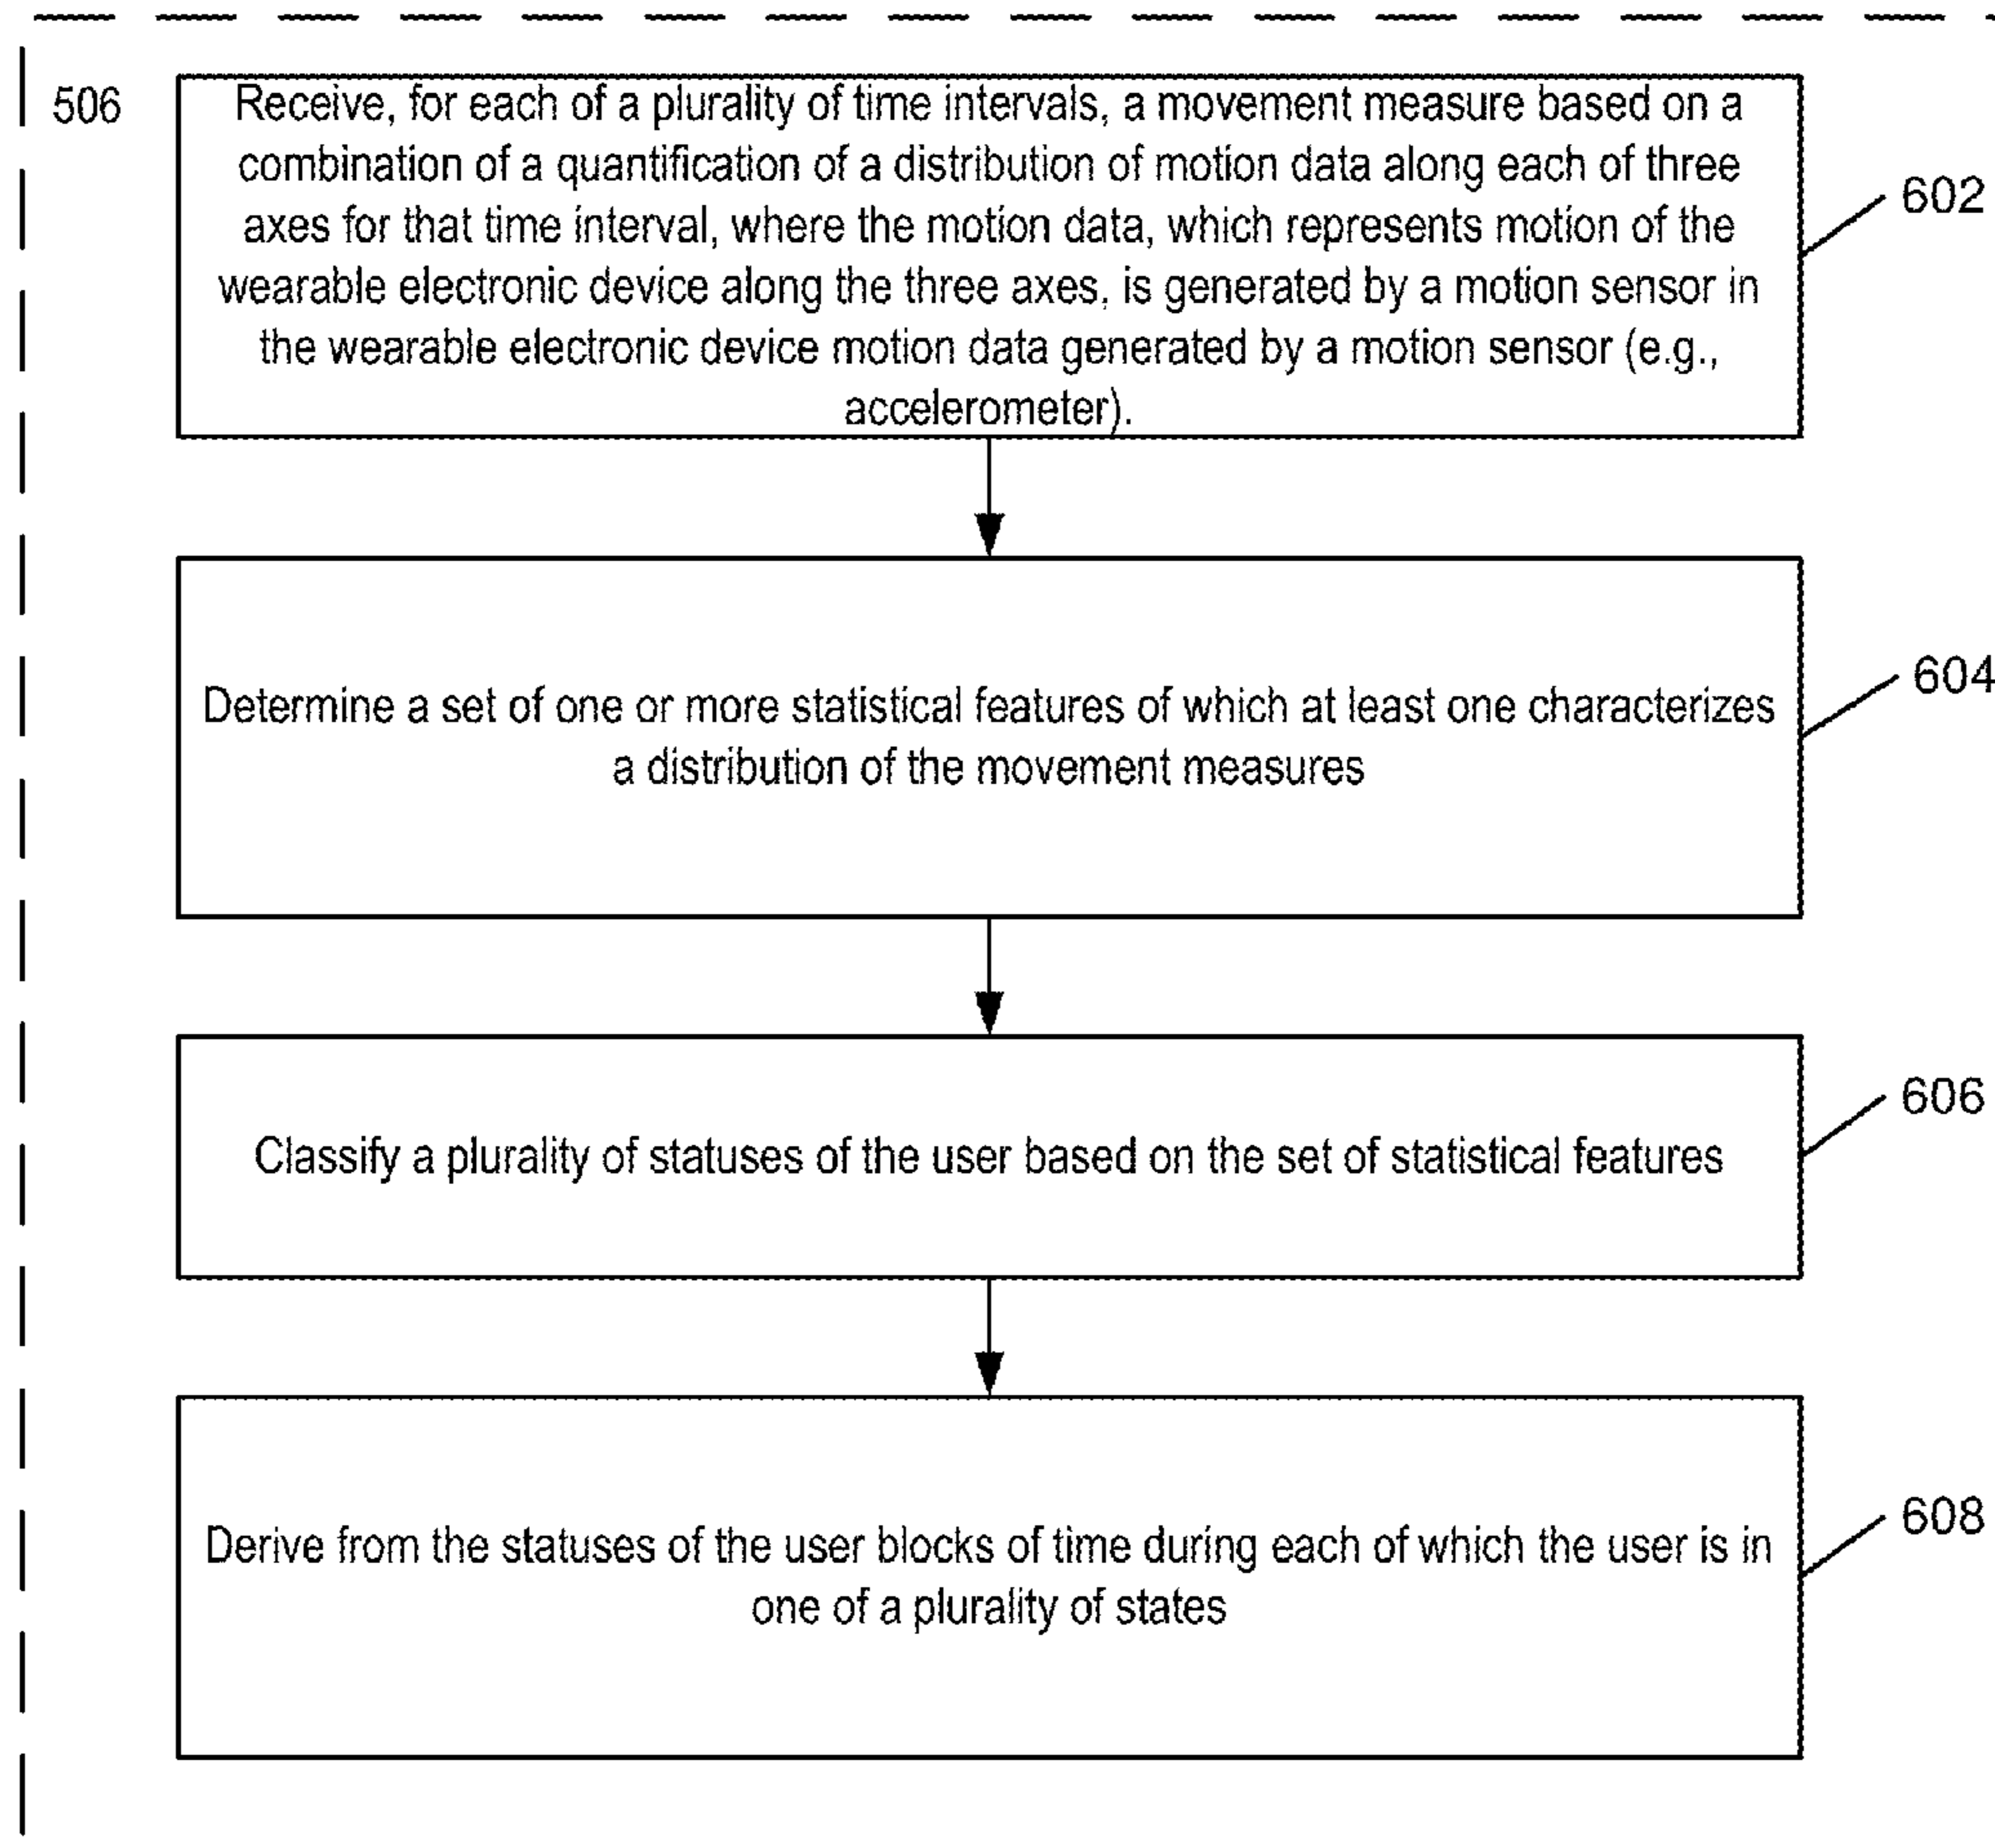 506
Receive, for each of a plurality of time intervals, a movement measure based on a
combination of a quantification of a distribution of motion data along each of three
axes for that time interval, where the motion data, which represents motion of the
wearable electronic device along the three axes, is generated by a motion sensor in
the wearable electronic device motion data generated by a motion sensor (e.g.,
accelerometer).
602
Determine a set of one or more statistical features of which at least one characterizes
a distribution of the movement measures
604
Classify a plurality of statuses of the user based on the set of statistical features
606
Derive from the statuses of the user blocks of time during each of which the user is in
one of a plurality of states
608